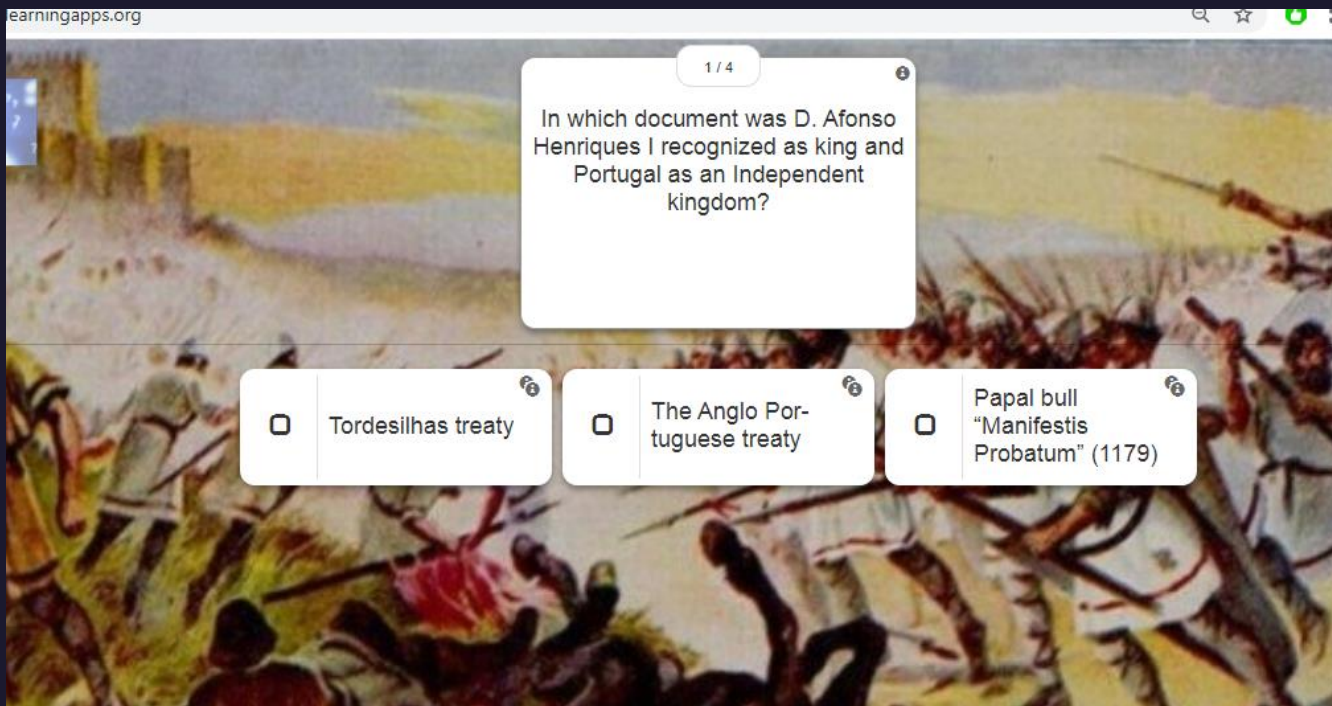 learningapps.org
1 / 4
In which document was D. Afonso
Henriques I recognized as king and
Portugal as an Independent
kingdom?
Tordesilhas treaty
The Anglo Por-
tuguese treaty
Papal bull
“Manifestis
Probatum” (1179)